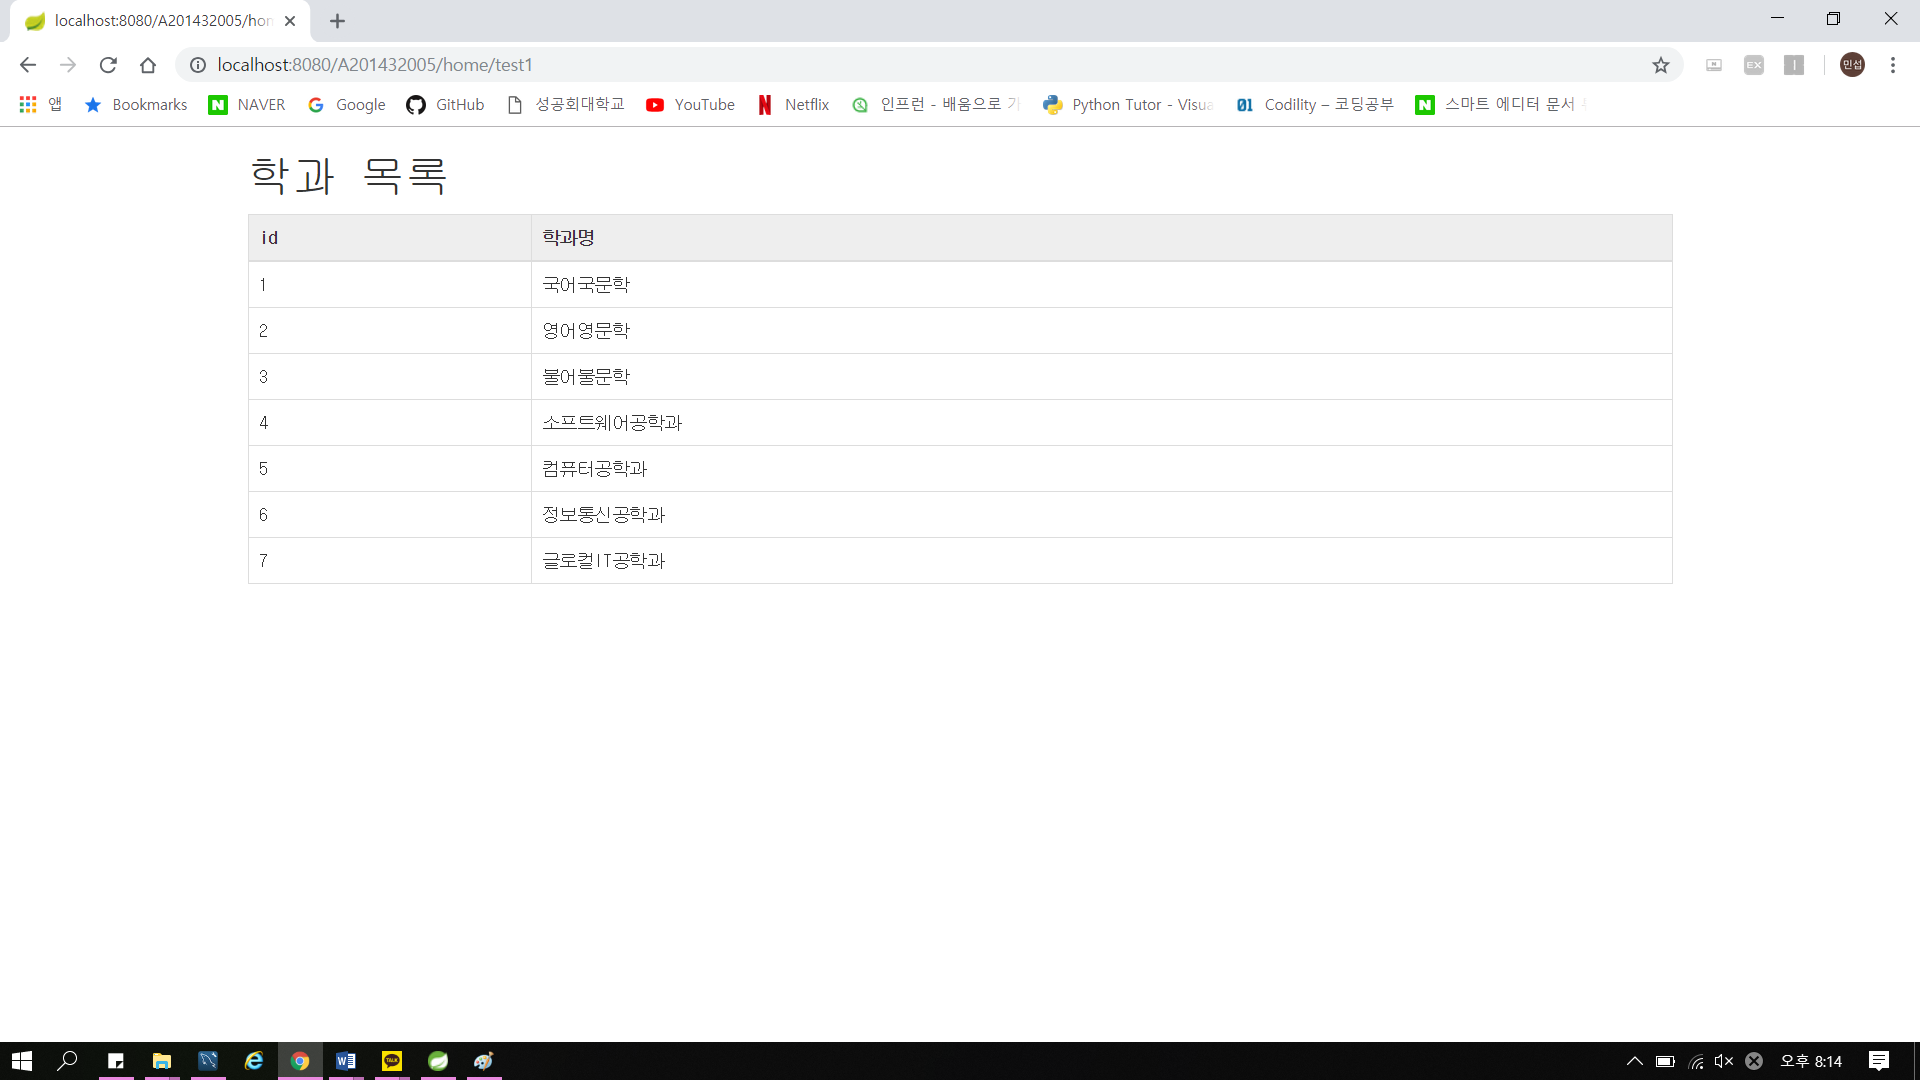 localhost:8080/A201432005/hon
localhost:8080/A201432005/home/test1
민섭
앱 Bookmarks NAVER Google GitHub 성공회대학교 YouTube Netflix 인프런 - 배움으로 Python Tutor - Visua Codility – 코딩공부 스마트 에디터 문서
학과 목록
id 학과명
1 국어국문학
2 영어영문학
3 불어불문학
4 소프트웨어공학과
5 컴퓨터공학과
6 정보통신공학과
7 글로컬IT공학과
오후 8:14